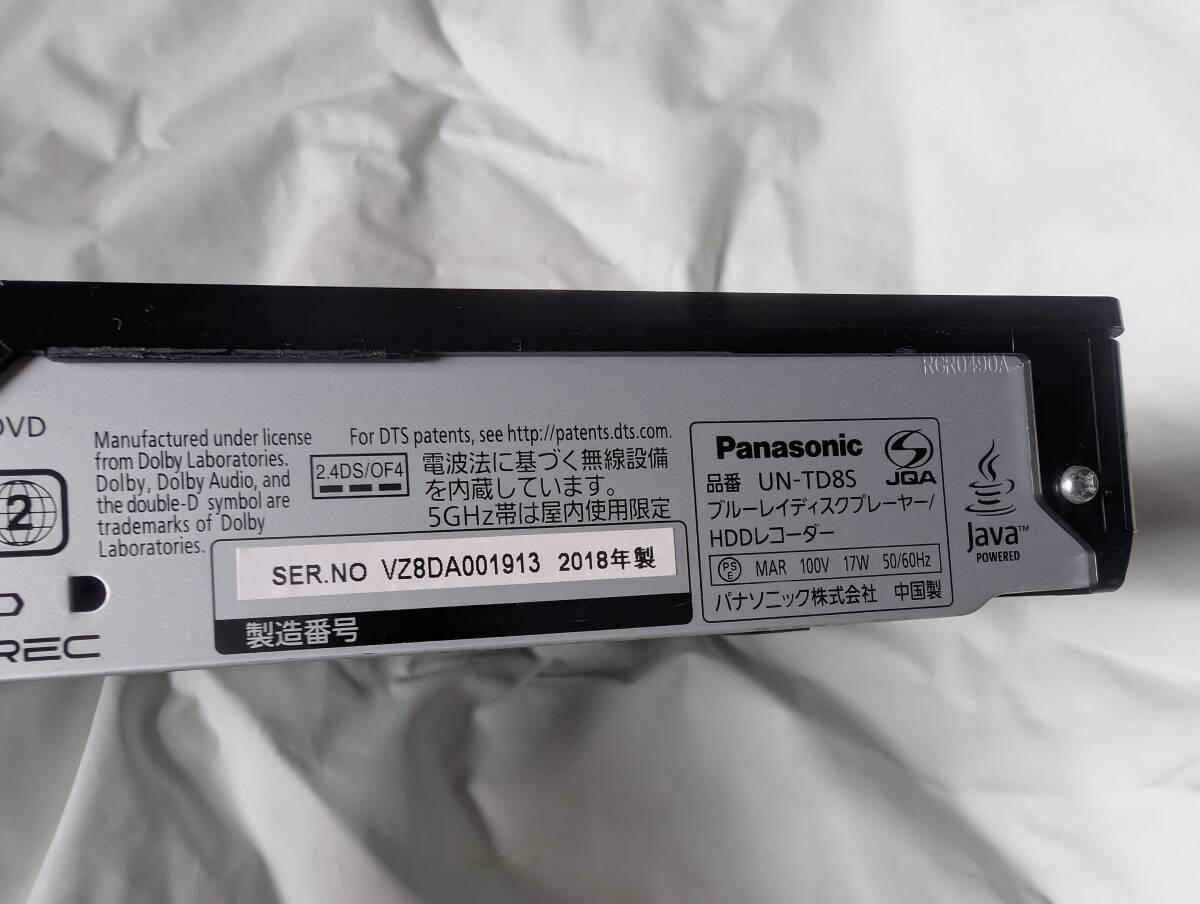 RGR0490A
DVD
2
REC
Manufactured under license
from Dolby Laboratories.
Dolby, Dolby Audio, and
the double-D symbol are
trademarks of Dolby
Laboratories.
For DTS patents, see http://patents.dts.com.
2.4DS/OF4
電波法に基づく無線設備
を内蔵しています。
5GHz帯は屋内使用限定
SER.NO VZ8DA001913 2018年製
製造番号
Panasonic
JQA
品番 UN-TD8S
ブルーレイディスクプレーヤー/
HDDレコーダー
PS E MAR 100V 17W 50/60Hz
パナソニック株式会社 中国製
Java™
POWERED